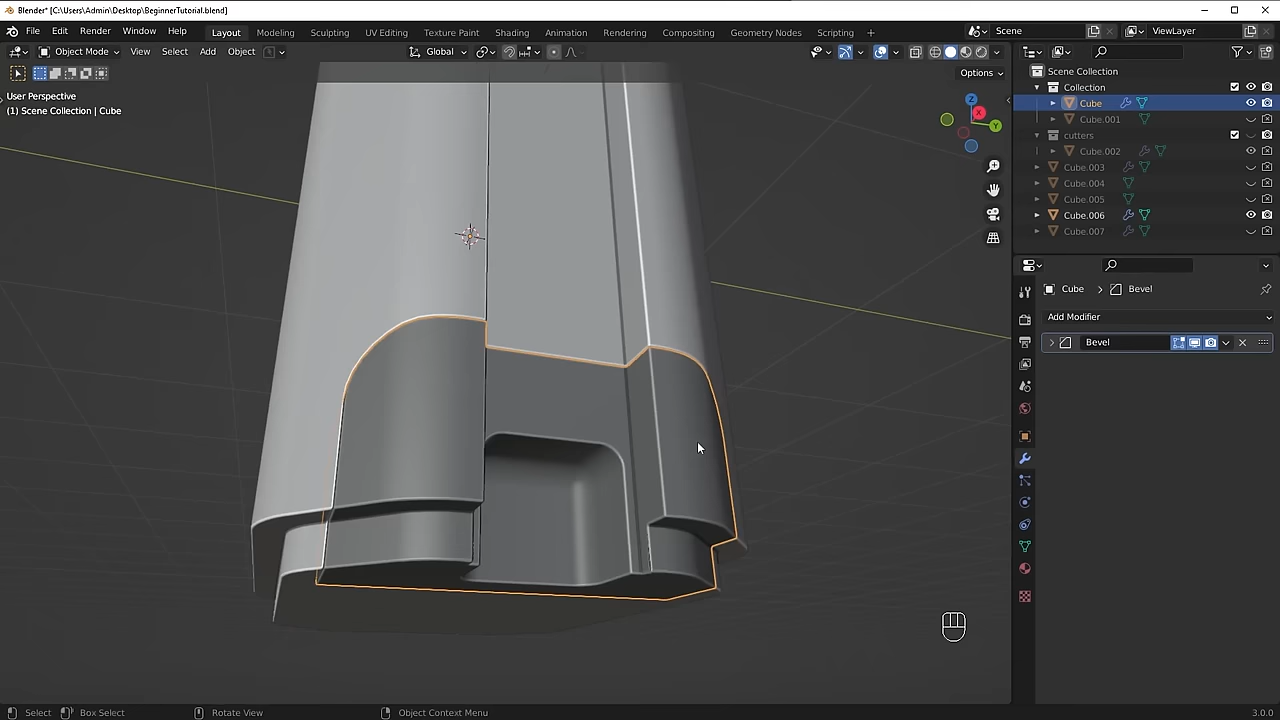 Blender* [C:\Users\Admin\Desktop\BeginnerTutorial.blend]
File Edit Render Window Help Layout Modeling Sculpting UV Editing Texture Paint Shading Animation Rendering Compositing Geometry Nodes Scripting + Scene ViewLayer
Object Mode View Select Add Object Global
Options
User Perspective
(1) Scene Collection | Cube
Z
X
Y
Scene Collection
Collection
Cube
Cube.001
cutters
Cube.002
Cube.003
Cube.004
Cube.005
Cube.006
Cube.007
Cube > Bevel
Add Modifier
Bevel
Select Box Select Rotate View Object Context Menu 3.0.0